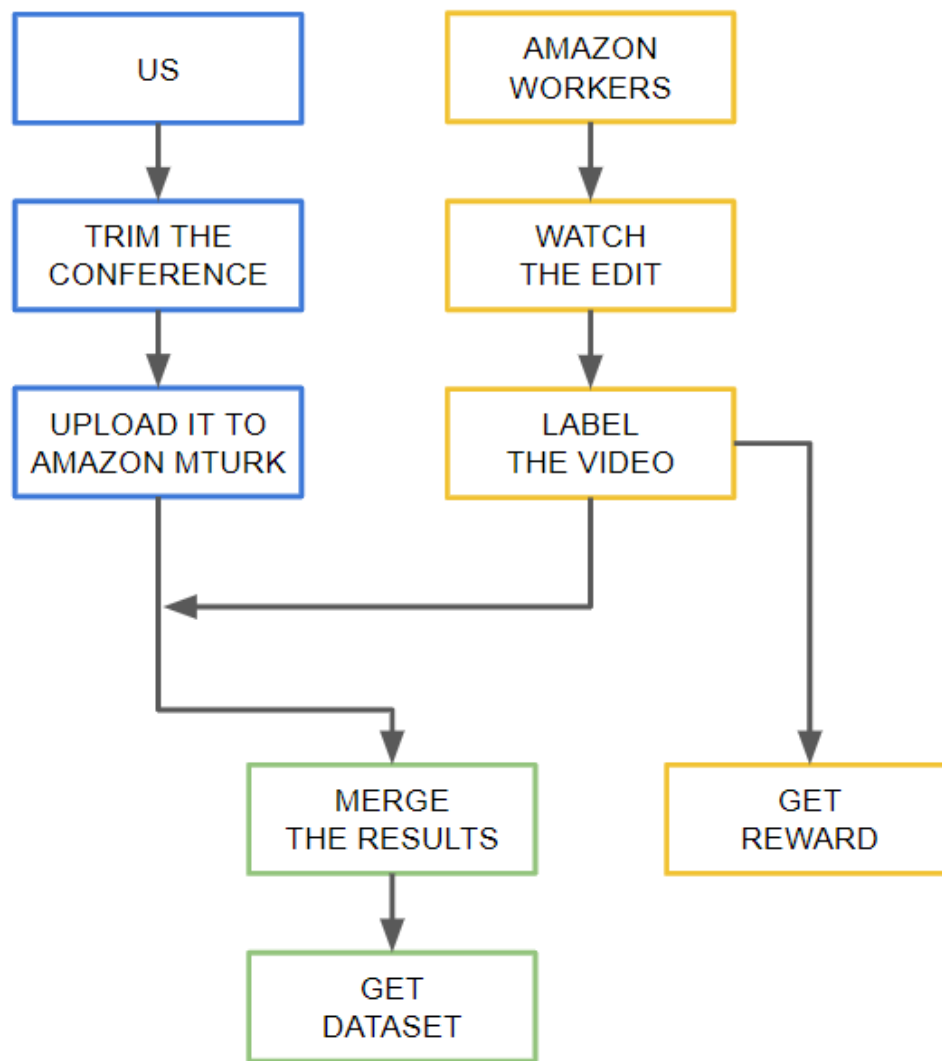 US
AMAZON
WORKERS
TRIM THE
CONFERENCE
WATCH
THE EDIT
UPLOAD IT TO
AMAZON MTURK
LABEL
THE VIDEO
MERGE
THE RESULTS
GET
REWARD
GET
DATASET